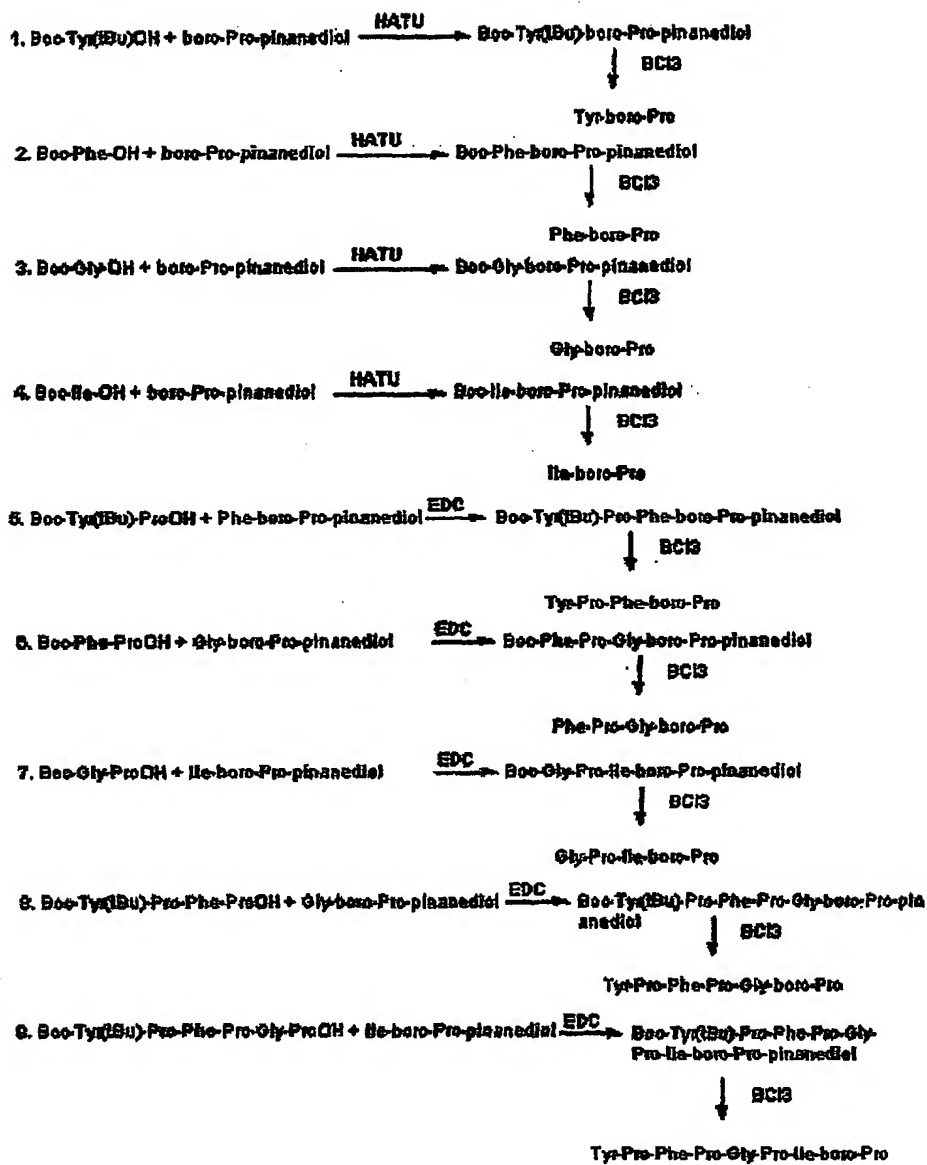 HATU
1. Boc-Tyr(tBu)OH + boro-Pro-pinanediol Boc-Tyr(tBu)-boro-Pro-pinanediol
BCl3
Tyr-boro-Pro
HATU
2. Boc-Phe-OH + boro-Pro-pinanediol Boc-Phe-boro-Pro-pinanediol
BCl3
Phe-boro-Pro
HATU
3. Boc-Gly-OH + boro-Pro-pinanediol Boc-Gly-boro-Pro-pinanediol
BCl3
Gly-boro-Pro
HATU
4. Boc-Ile-OH + boro-Pro-pinanediol Boc-Ile-boro-Pro-pinanediol
BCl3
Ile-boro-Pro
EDC
5. Boc-Tyr(tBu)-ProOH + Phe-boro-Pro-pinanediol Boc-Tyr(tBu)-Pro-Phe-boro-Pro-pinanediol
BCl3
Tyr-Pro-Phe-boro-Pro
EDC
6. Boc-Phe-ProOH + Gly-boro-Pro-pinanediol Boc-Phe-Pro-Gly-boro-Pro-pinanediol
BCl3
Phe-Pro-Gly-boro-Pro
EDC
7. Boc-Gly-ProOH + Ile-boro-Pro-pinanediol Boc-Gly-Pro-Ile-boro-Pro-pinanediol
BCl3
Gly-Pro-Ile-boro-Pro
EDC
8. Boc-Tyr(tBu)-Pro-Phe-ProOH + Gly-boro-Pro-pinanediol Boc-Tyr(tBu)-Pro-Phe-Pro-Gly-boro-Pro-pin
anediol
BCl3
Tyr-Pro-Phe-Pro-Gly-boro-Pro
EDC
9. Boc-Tyr(tBu)-Pro-Phe-Pro-Gly-ProOH + Ile-boro-Pro-pinanediol Boc-Tyr(tBu)-Pro-Phe-Pro-Gly-
Pro-Ile-boro-Pro-pinanediol
BCl3
Tyr-Pro-Phe-Pro-Gly-Pro-Ile-boro-Pro